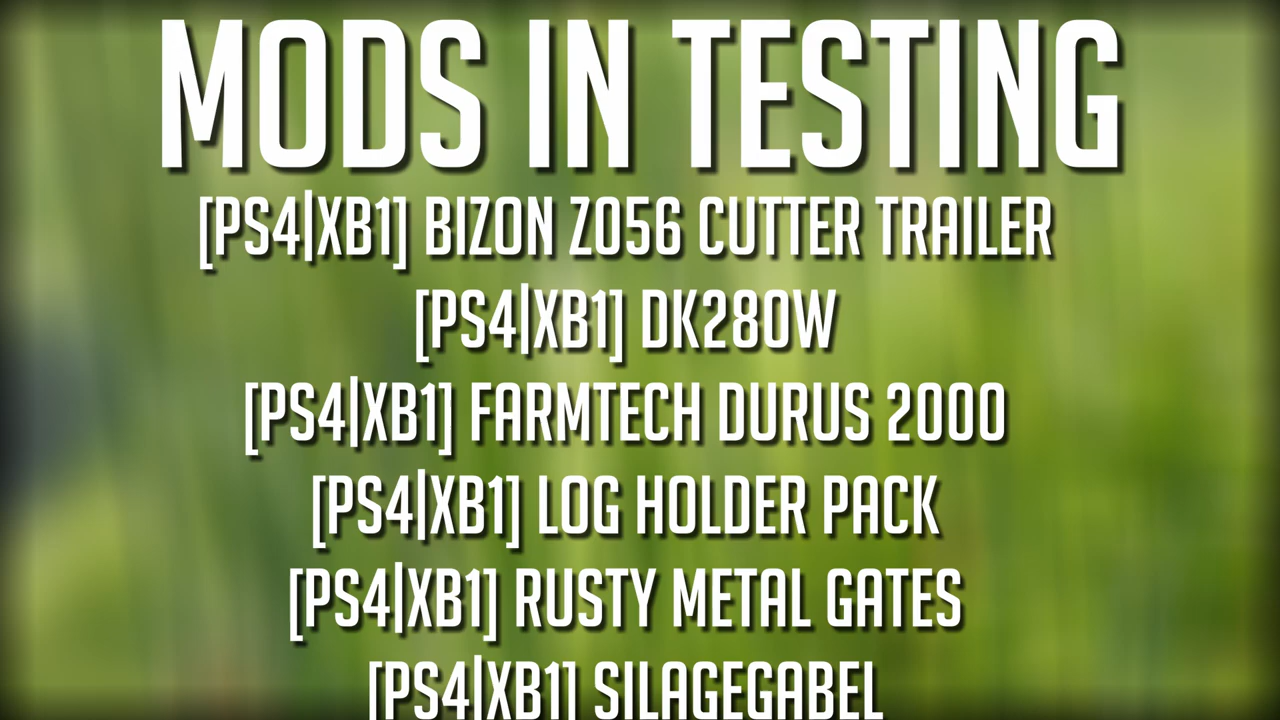 MODS IN TESTING
[PS4|XB1] BIZON Z056 CUTTER TRAILER
[PS4|XB1] DK280W
[PS4|XB1] FARMTECH DURUS 2000
[PS4|XB1] LOG HOLDER PACK
[PS4|XB1] RUSTY METAL GATES
[PS4|XB1] SILAGEGABEL